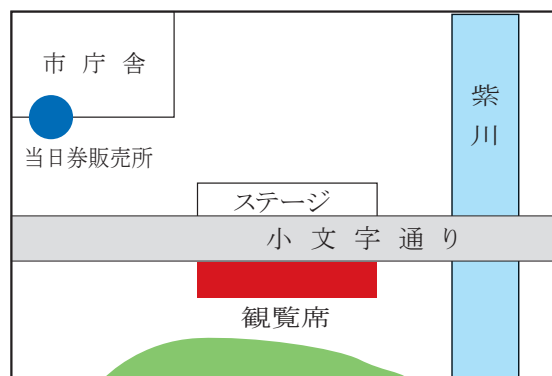 市庁舎
当日券販売所
紫川
ステージ
小文字通り
観覧席